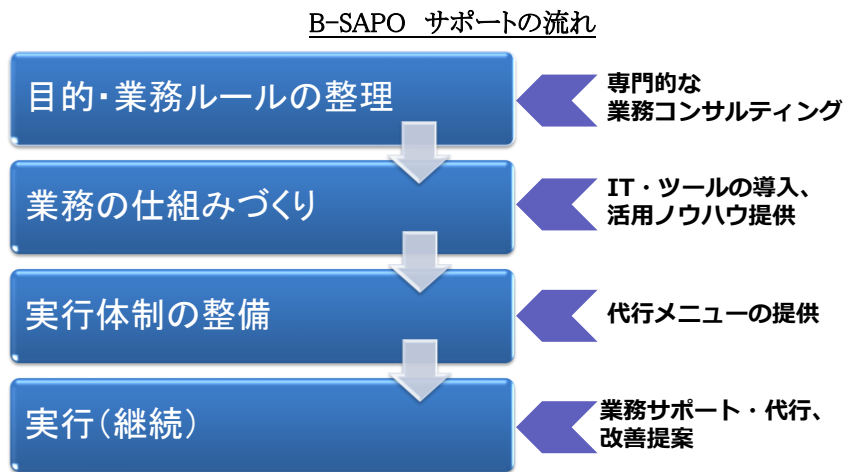 B-SAPO　サポートの流れ
目的・業務ルールの整理
専門的な
業務コンサルティング
業務の仕組みづくり
IT・ツールの導入、
活用ノウハウ提供
実行体制の整備
代行メニューの提供
実行（継続）
業務サポート・代行、
改善提案